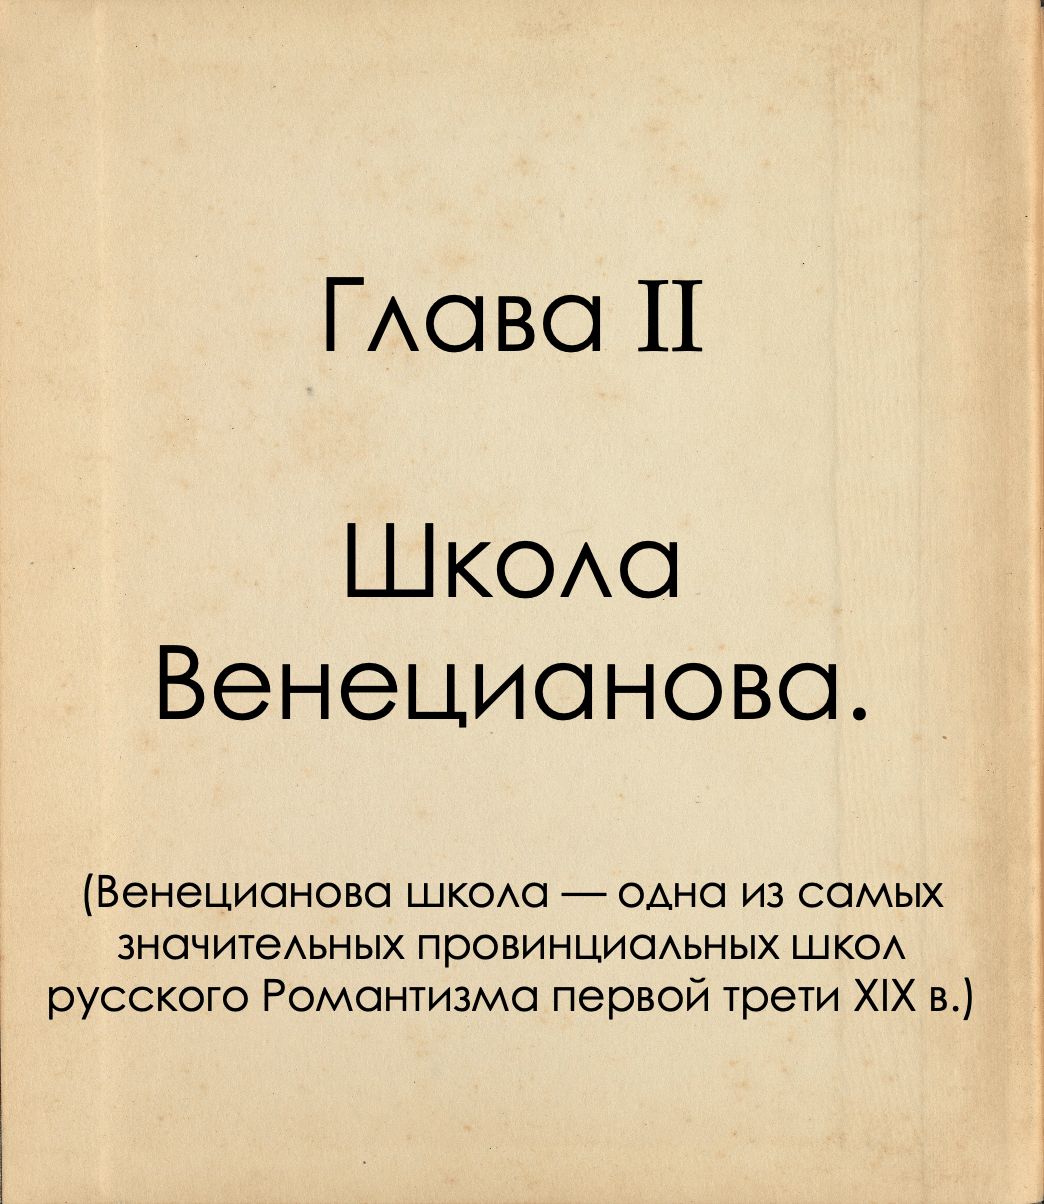 Глава II
Школа
Венецианова.
(Венецианова школа — одна из самых
значительных провинциальных школ
русского Романтизма первой трети XIX в.)